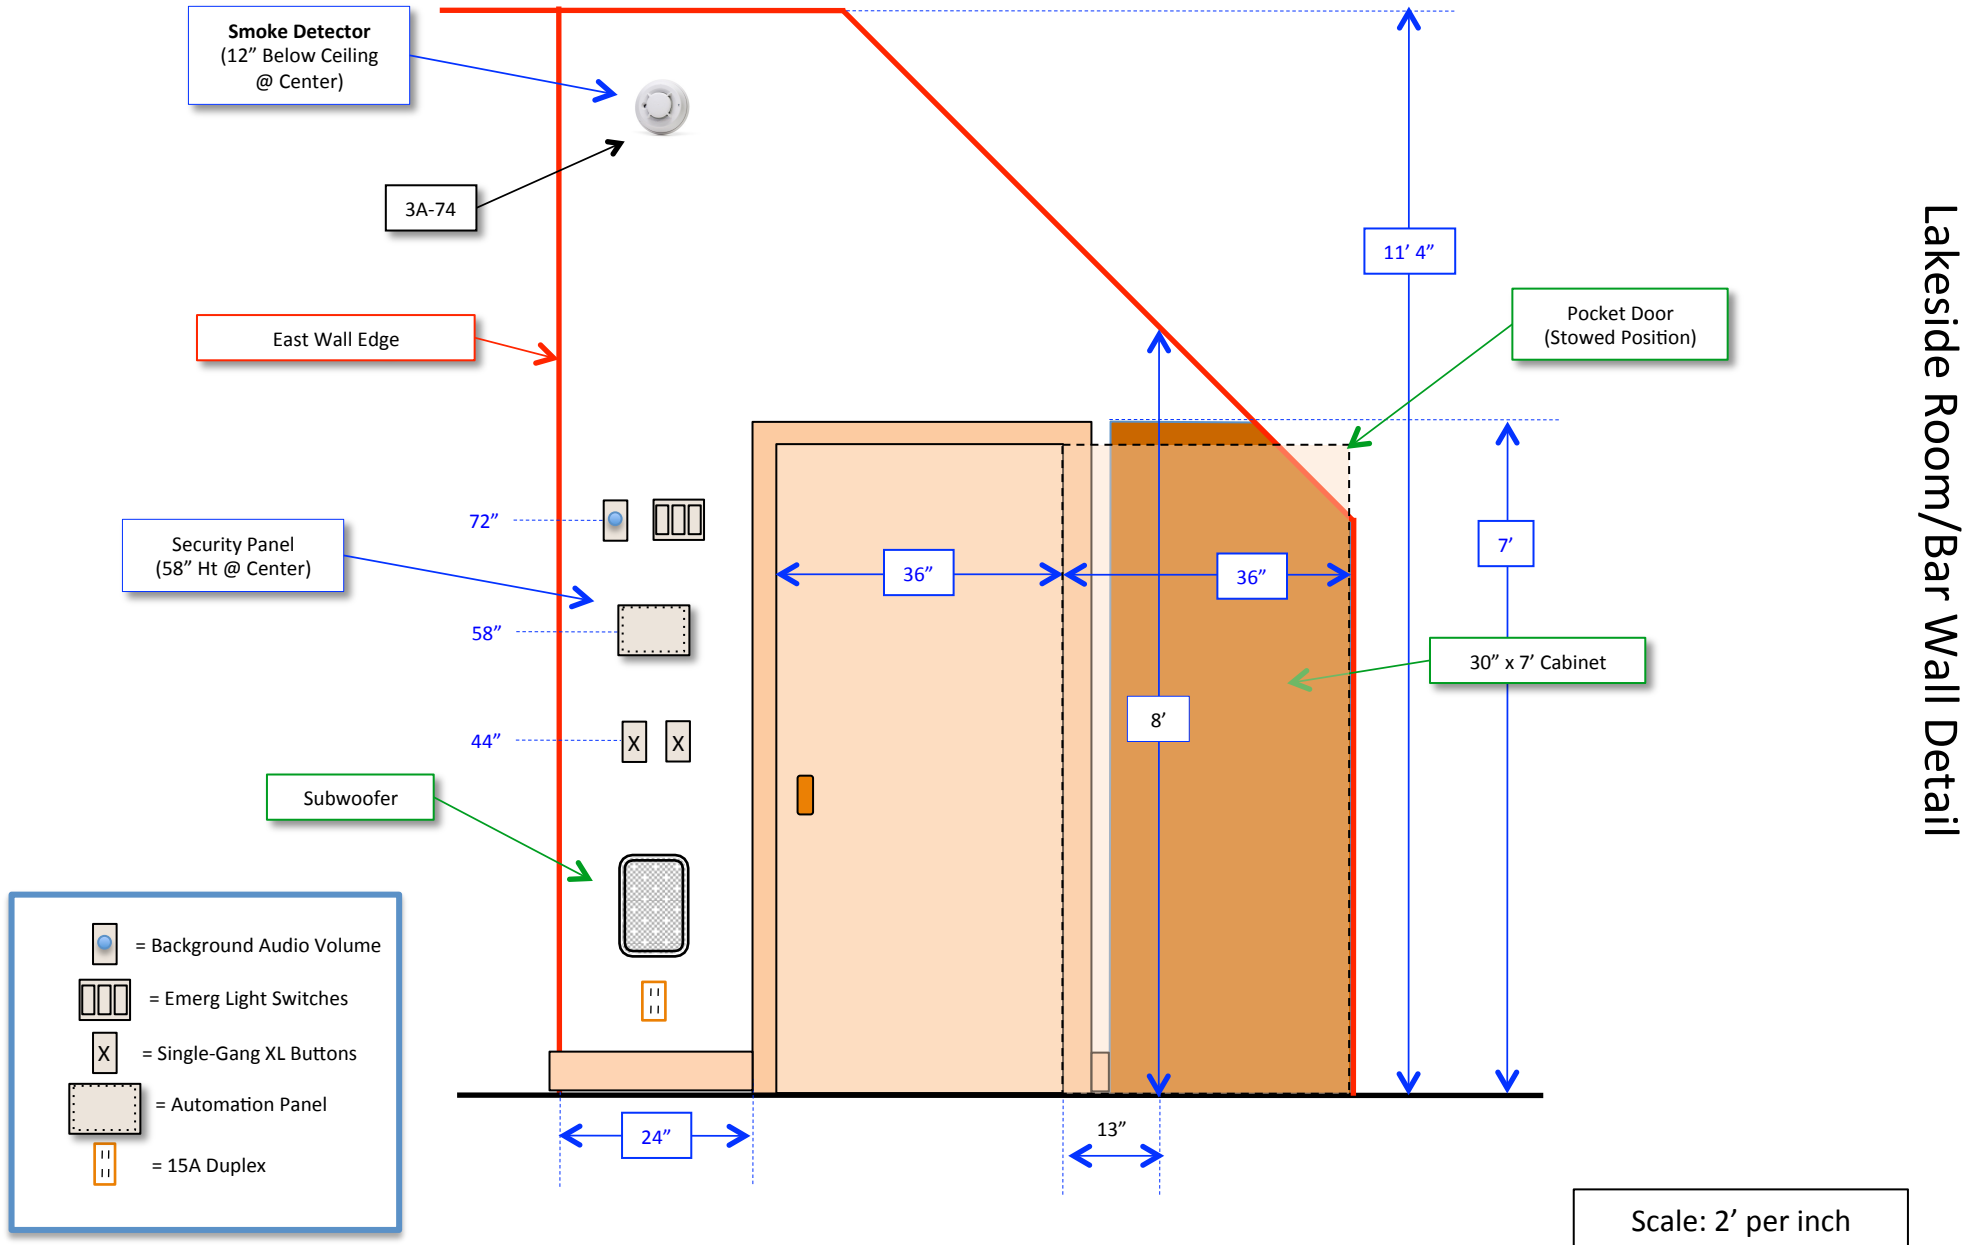 Smoke Detector
(12” Below Ceiling
@ Center)
3A-74
East Wall Edge
11’ 4”
Pocket Door
(Stowed Position)
Lakeside Room/Bar Wall Detail
72”
Security Panel
(58” Ht @ Center)
36”
36”
7’
58”
30” x 7’ Cabinet
8’
44”
X
X
Subwoofer
= Background Audio Volume
= Emerg Light Switches
X
= Single-Gang XL Buttons
= Automation Panel
= 15A Duplex
24”
13”
Scale: 2’ per inch